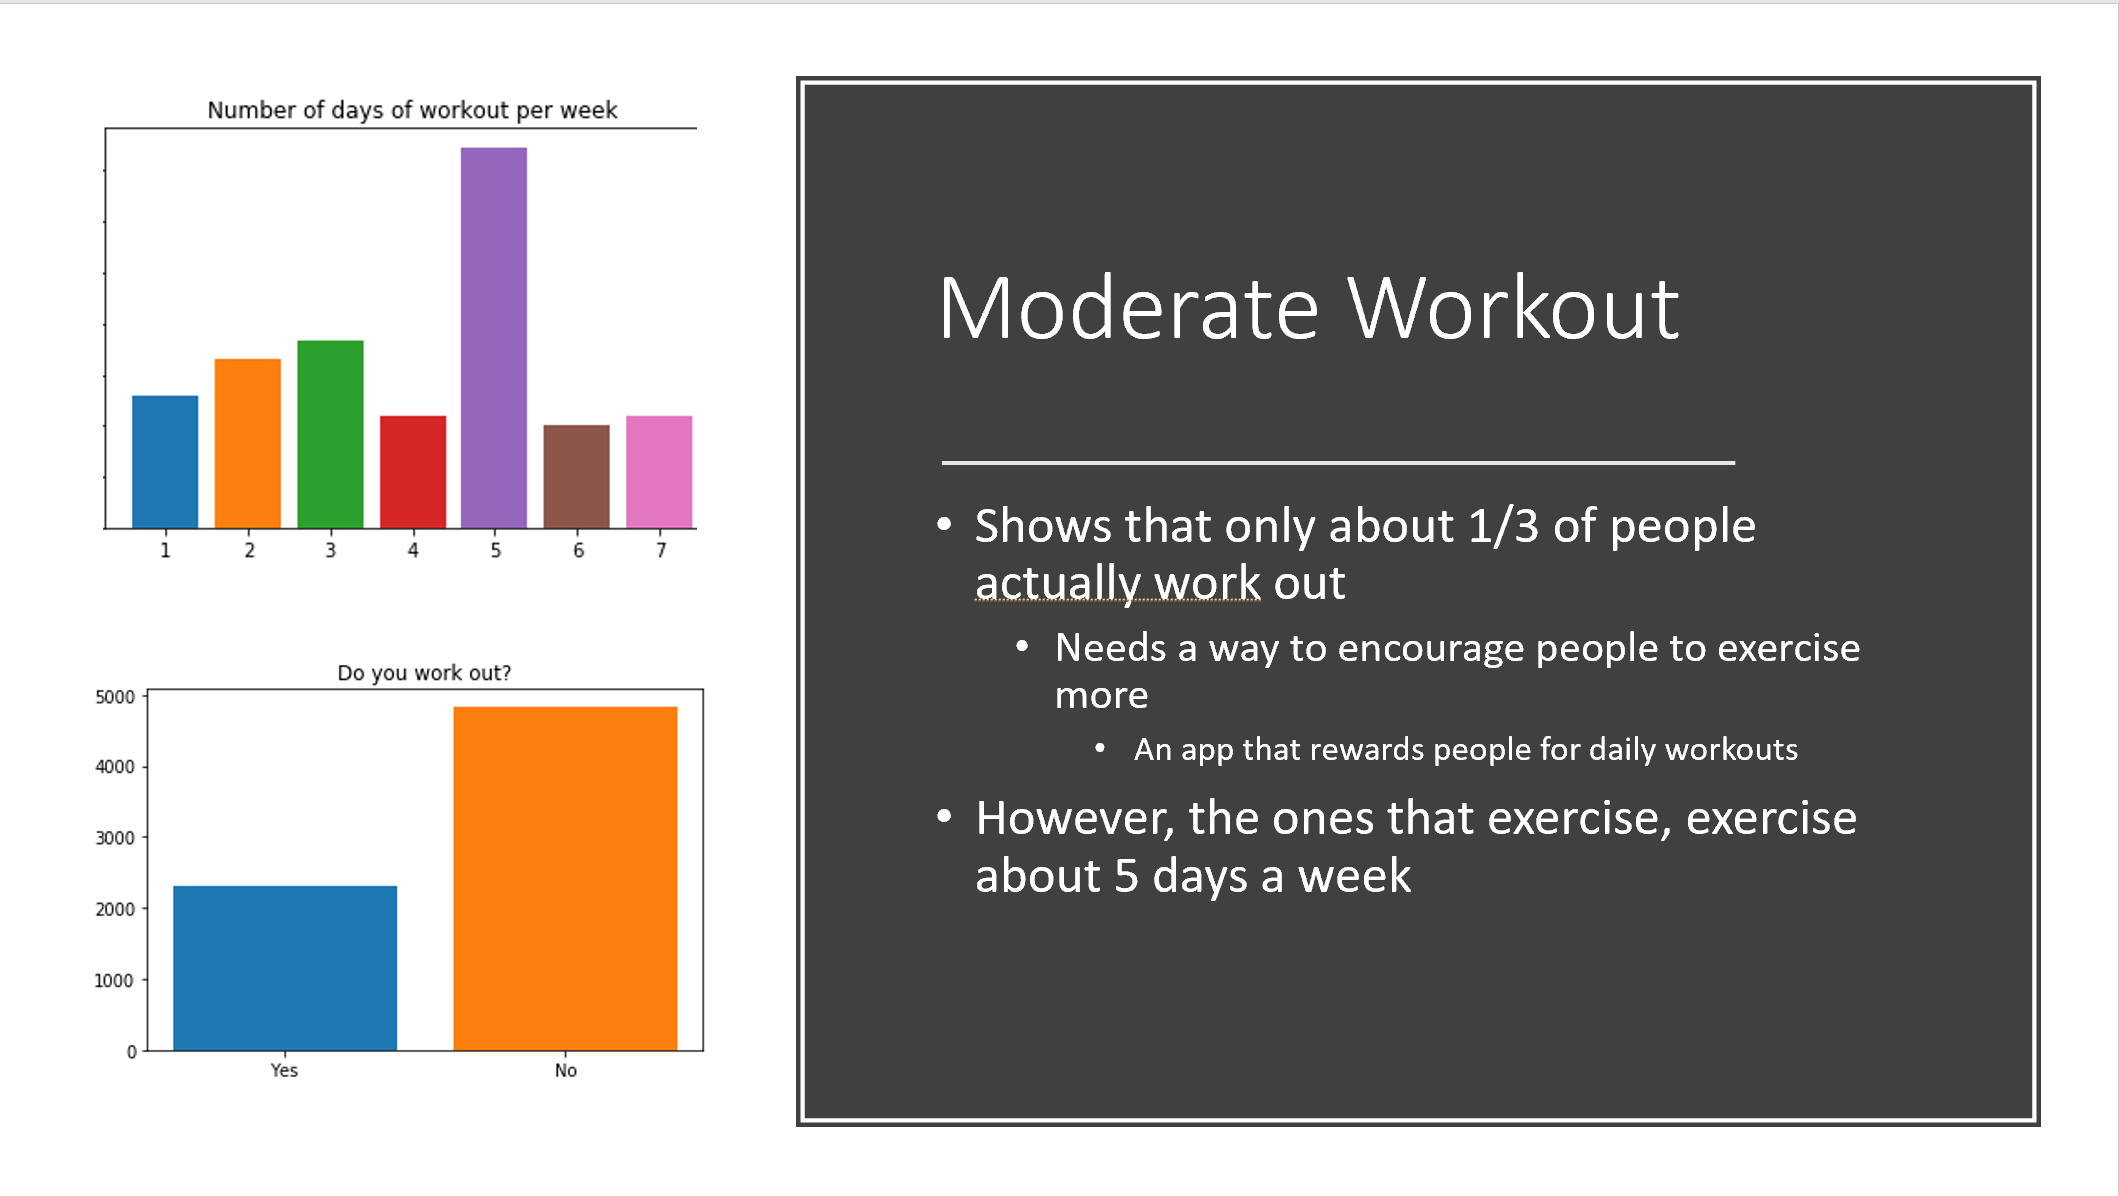 Number of days of workout per week
1 2 3 4 5 6 7
Do you work out?
5000
4000
3000
2000
1000
0
Yes No
Moderate Workout
• Shows that only about 1/3 of people
actually work out
• Needs a way to encourage people to exercise
more
• An app that rewards people for daily workouts
• However, the ones that exercise, exercise
about 5 days a week